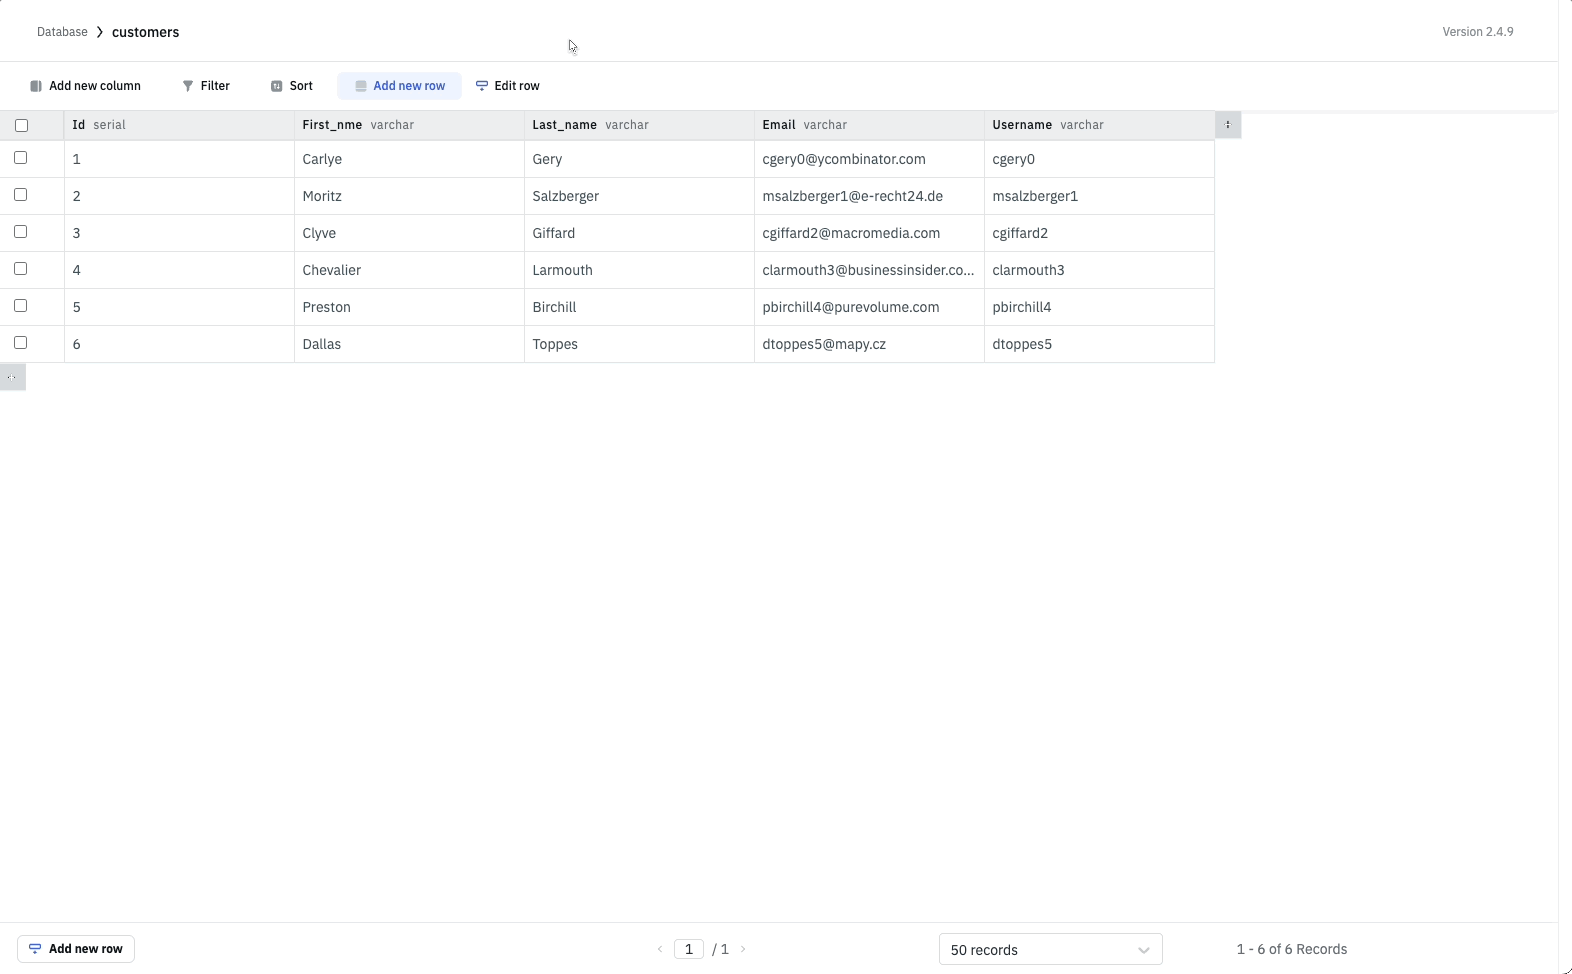 Database > customers Version 2.4.9
Add new column Filter Sort Add new row Edit row
Id serial First_nme varchar Last_name varchar Email varchar Username varchar
1 Carlye Gery cgery0@ycombinator.com cgery0
2 Moritz Salzberger msalzberger1@e-recht24.de msalzberger1
3 Clyve Giffard cgiffard2@macromedia.com cgiffard2
4 Chevalier Larmouth clarmouth3@businessinsider.co... clarmouth3
5 Preston Birchill pbirchill4@purevolume.com pbirchill4
6 Dallas Toppes dtoppes5@mapy.cz dtoppes5
Add new row < 1 / 1 > 50 records 1 - 6 of 6 Records